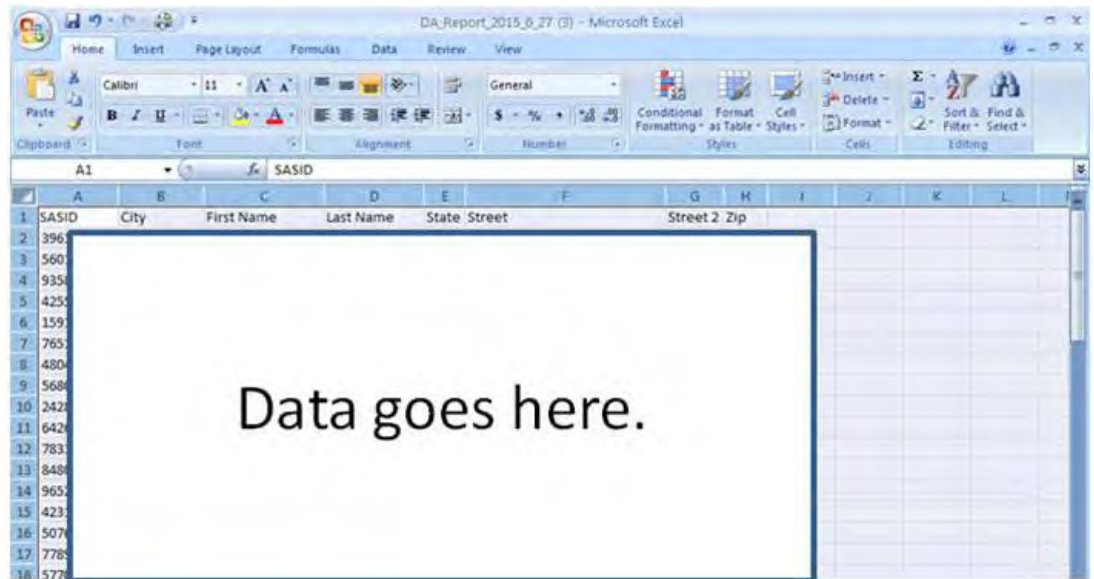 DA_Report_2015_6_27 (3) - Microsoft Excel
Home Insert Page Layout Formulas Data Review View
Calibri 11 A A General Insert Σ
Paste B I U A $ % , Conditional Format Cell Delete Sort & Find &
Formatting as Table Styles Format Filter Select
Clipboard Font Alignment Number Styles Cells Editing
A1 fx SASID
A B C D E F G H I J K L
1 SASID City First Name Last Name State Street Street 2 Zip
2 3961
3 560
4 935
5 425
6 159
7 765
8 480
9 568
10 242
11 642
12 783
13 848
14 965
15 423
16 507
17 778
18 577
Data goes here.